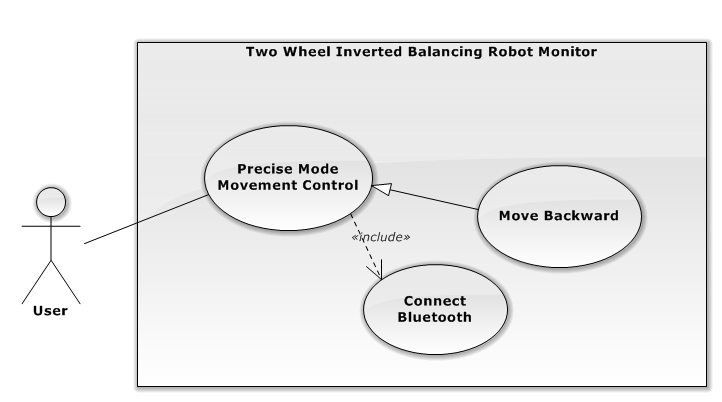 Two Wheel Inverted Balancing Robot Monitor
Precise Mode
Movement Control
Move Backward
«include»
Connect
Bluetooth
User